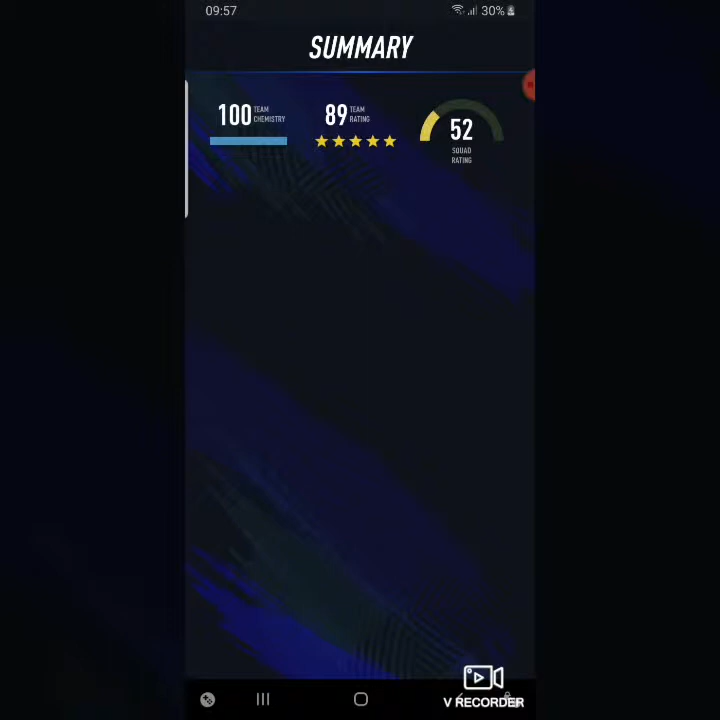 09:57
30%
SUMMARY
100 TEAM CHEMISTRY
89 TEAM RATING
52
SQUAD
RATING
V RECORDER